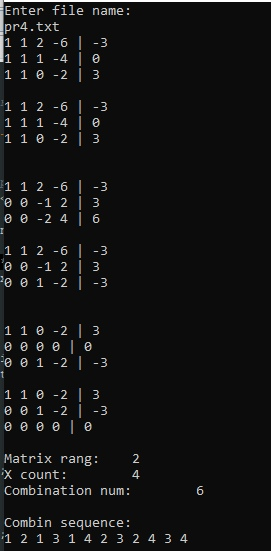 Enter file name:
pr4.txt
1 1 2 -6 | -3
1 1 1 -4 | 0
1 1 0 -2 | 3
1 1 2 -6 | -3
1 1 1 -4 | 0
1 1 0 -2 | 3
1 1 2 -6 | -3
0 0 -1 2 | 3
0 0 -2 4 | 6
1 1 2 -6 | -3
0 0 -1 2 | 3
0 0 1 -2 | -3
1 1 0 -2 | 3
0 0 0 0 | 0
0 0 1 -2 | -3
1 1 0 -2 | 3
0 0 1 -2 | -3
0 0 0 0 | 0
Matrix rang: 2
X count: 4
Combination num: 6
Combin sequence:
1 2 1 3 1 4 2 3 2 4 3 4